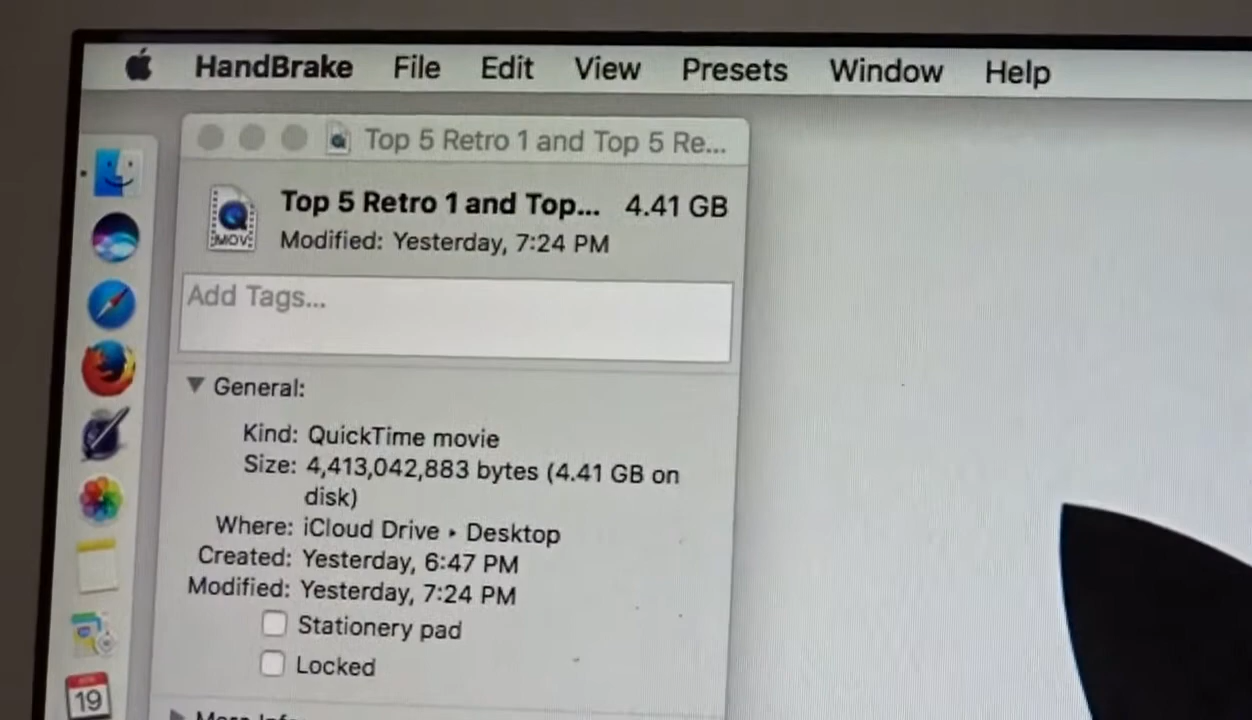 HandBrake File Edit View Presets Window Help
Top 5 Retro 1 and Top 5 Re...
Top 5 Retro 1 and Top... 4.41 GB
MOV
Modified: Yesterday, 7:24 PM
Add Tags...
General:
Kind: QuickTime movie
Size: 4,413,042,883 bytes (4.41 GB on
disk)
Where: iCloud Drive ‣ Desktop
Created: Yesterday, 6:47 PM
Modified: Yesterday, 7:24 PM
Stationery pad
Locked
19
More Info